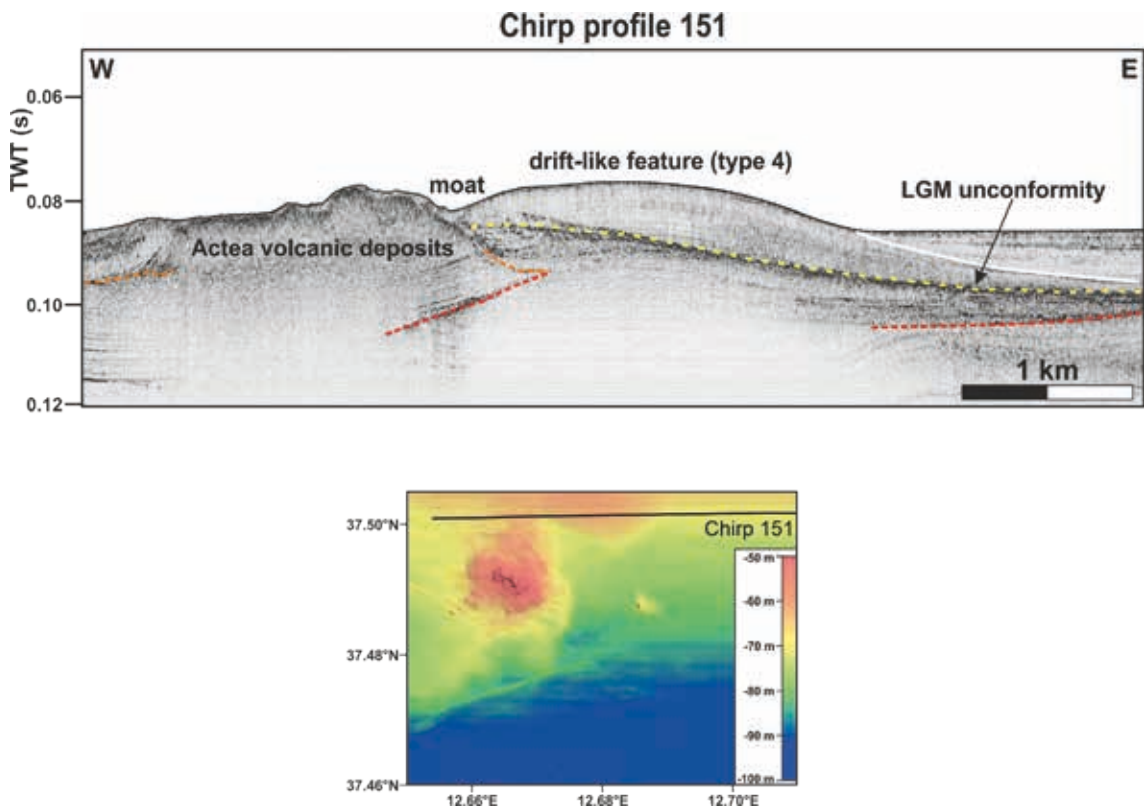 Chirp profile 151
W
E
0.06
TWT (s)
drift-like feature (type 4)
moat
LGM unconformity
0.08
Actea volcanic deposits
0.10
1 km
0.12
37.50°N
Chirp 151
-50 m
-60 m
37.48°N
-70 m
-80 m
-90 m
37.46°N
-100 m
12.66°E
12.68°E
12.70°E